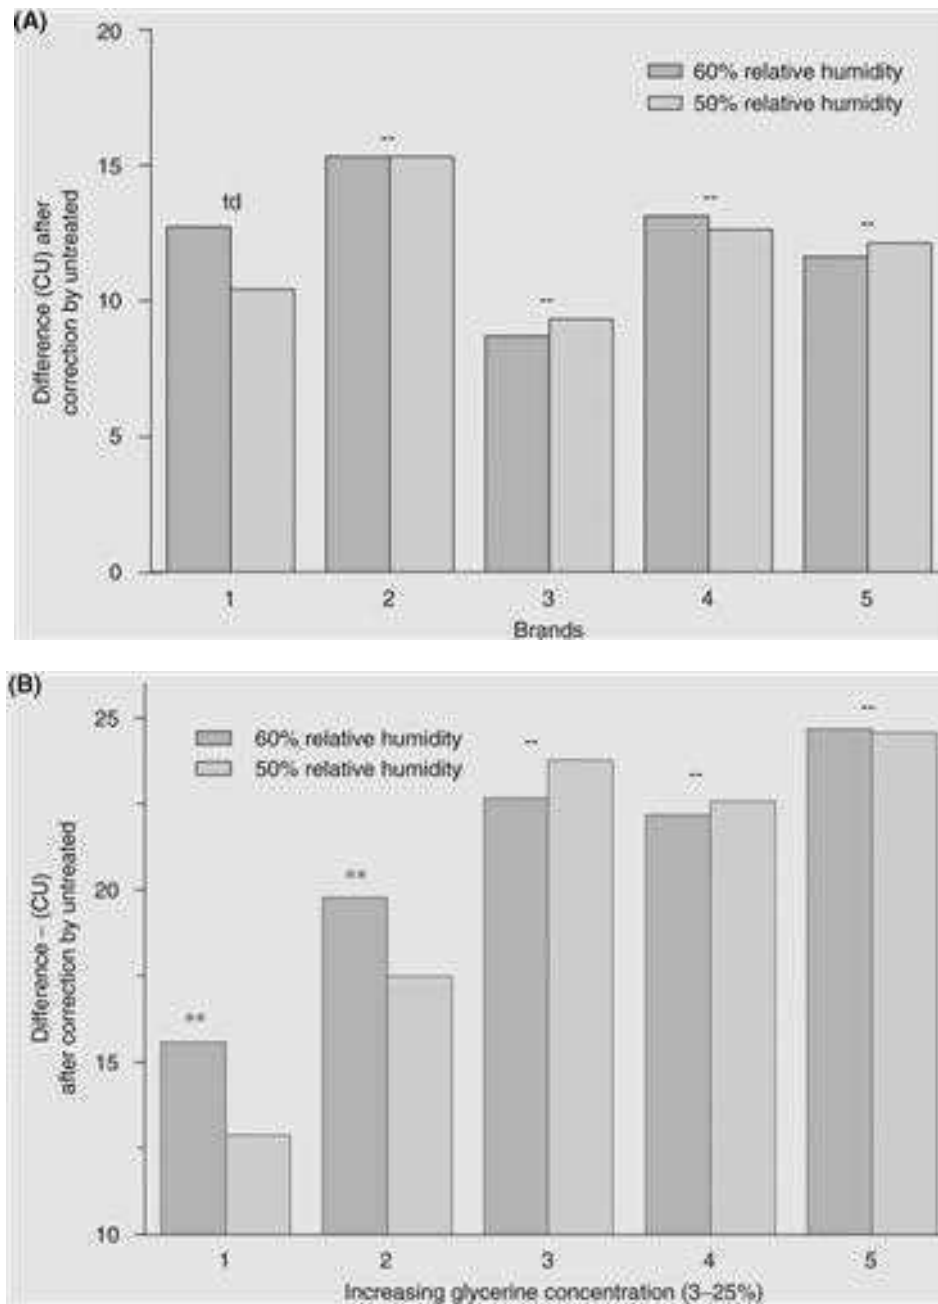 (A)
20
60% relative humidity
50% relative humidity
15
10
5
0
Difference (CU) after
correction by untreated
td
--
--
--
--
1 2 3 4 5
Brands
(B)
25
60% relative humidity
50% relative humidity
20
15
10
Difference – (CU)
after correction by untreated
**
**
--
--
--
1 2 3 4 5
Increasing glycerine concentration (3–25%)